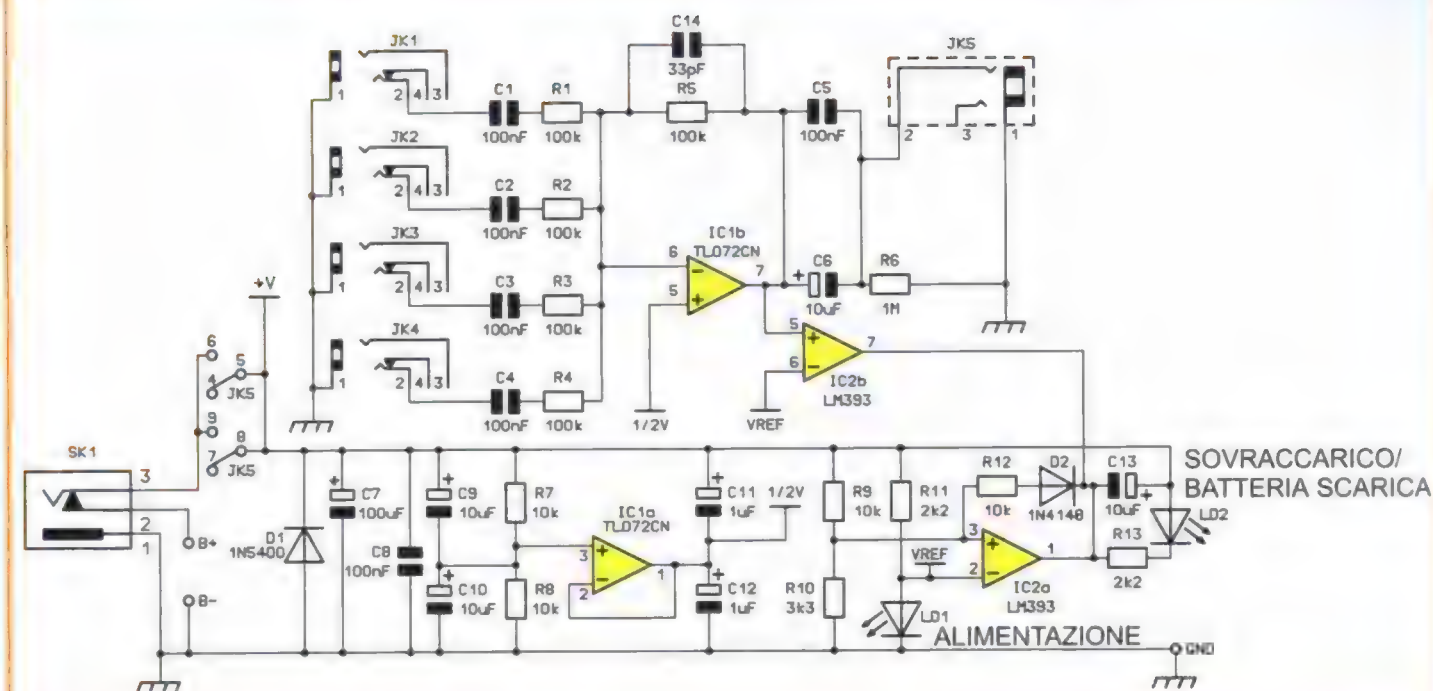 C14
33pF
JK1
1
2 4 3
C1
100nF
R1
100k
R5
100k
C5
100nF
JK5
2 3 1
JK2
1
2 4 3
C2
100nF
R2
100k
JK3
1
2 4 3
C3
100nF
R3
100k
IC1b
TL072CN
6
5
7
C6
10uF
R6
1M
+V
JK4
1
2 4 3
C4
100nF
R4
100k
1/2V
5
6
7
IC2b
LM393
VREF
6
5
4
JK5
9
8
7
JK5
SK1
3
2
1
B+
B-
D1
1N5400
C7
100uF
C8
100nF
C9
10uF
C10
10uF
R7
10k
R8
10k
IC1a
TL072CN
3
2
1
C11
1uF
C12
1uF
1/2V
R9
10k
R10
3k3
R11
2k2
VREF
LD1
ALIMENTAZIONE
R12
10k
D2
1N4148
3
2
1
IC2a
LM393
C13
10uF
R13
2k2
LD2
SOVRACCARICO/
BATTERIA SCARICA
GND